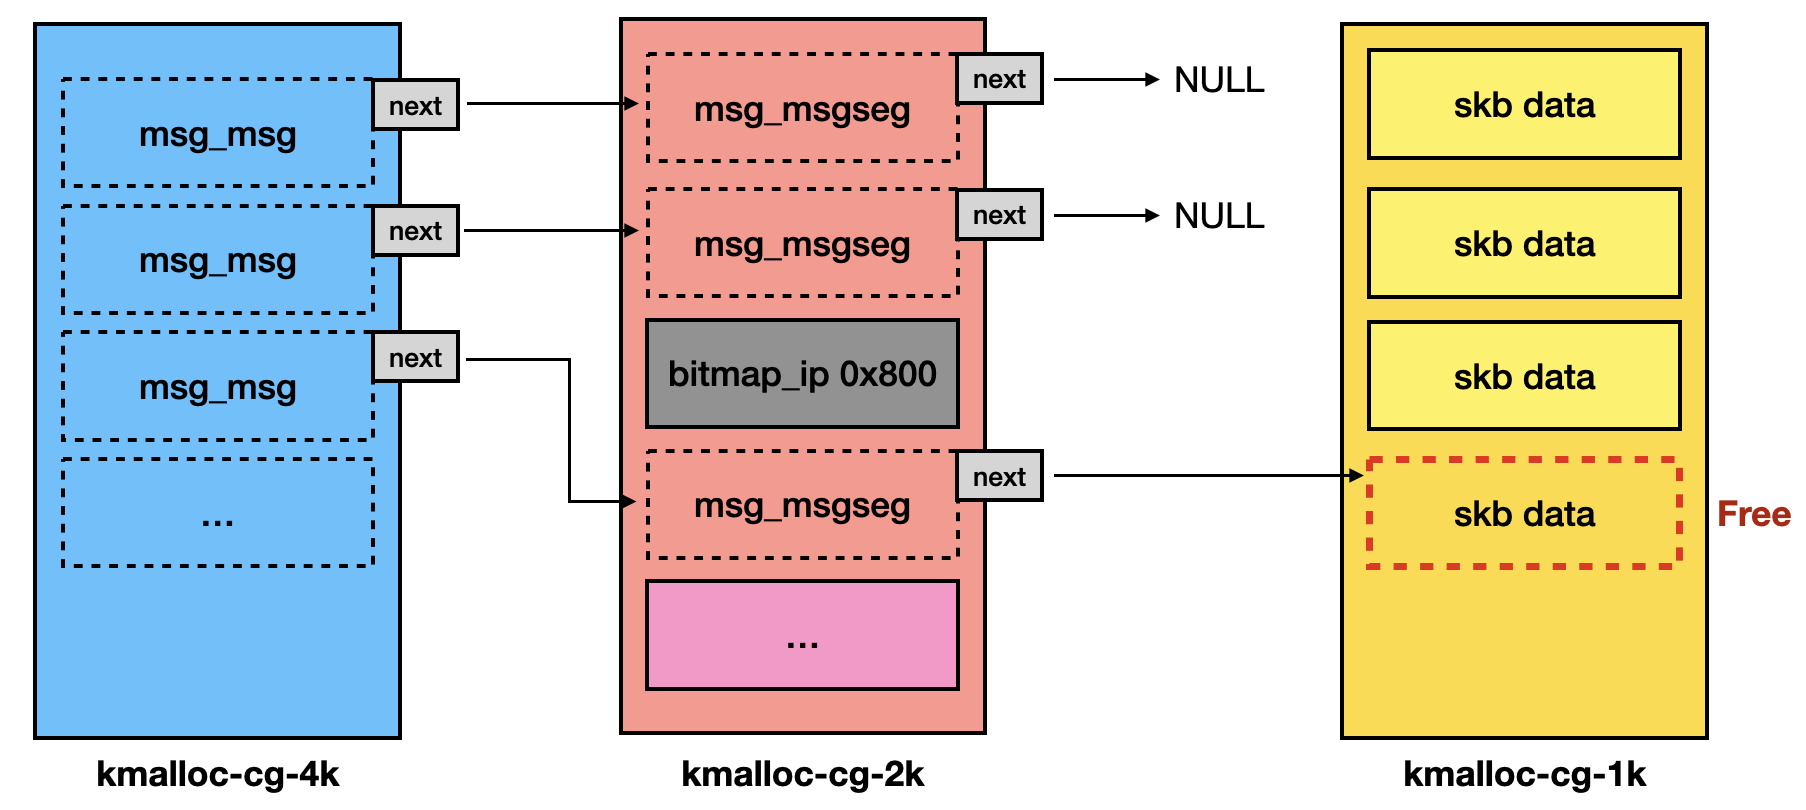 msg_msg
next
msg_msg
next
msg_msg
next
...
kmalloc-cg-4k
msg_msgseg
next
NULL
msg_msgseg
next
NULL
bitmap_ip 0x800
msg_msgseg
next
...
kmalloc-cg-2k
skb data
skb data
skb data
skb data
Free
kmalloc-cg-1k